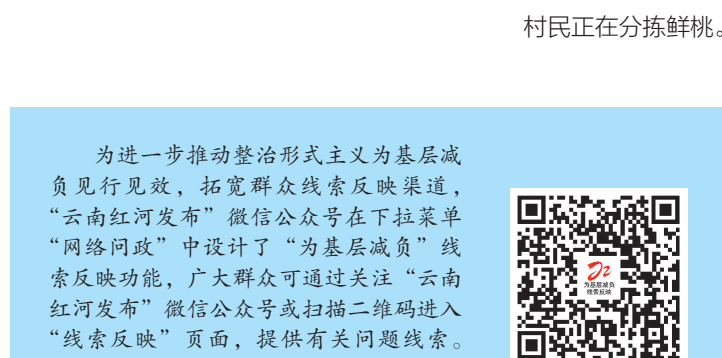 村民正在分拣鲜桃。
为进一步推动整治形式主义为基层减
负见行见效，拓宽群众线索反映渠道，
“云南红河发布”微信公众号在下拉菜单
“网络问政”中设计了“为基层减负”线
索反映功能，广大群众可通过关注“云南
红河发布”微信公众号或扫描二维码进入
“线索反映”页面，提供有关问题线索。
为基层减负
线索反映